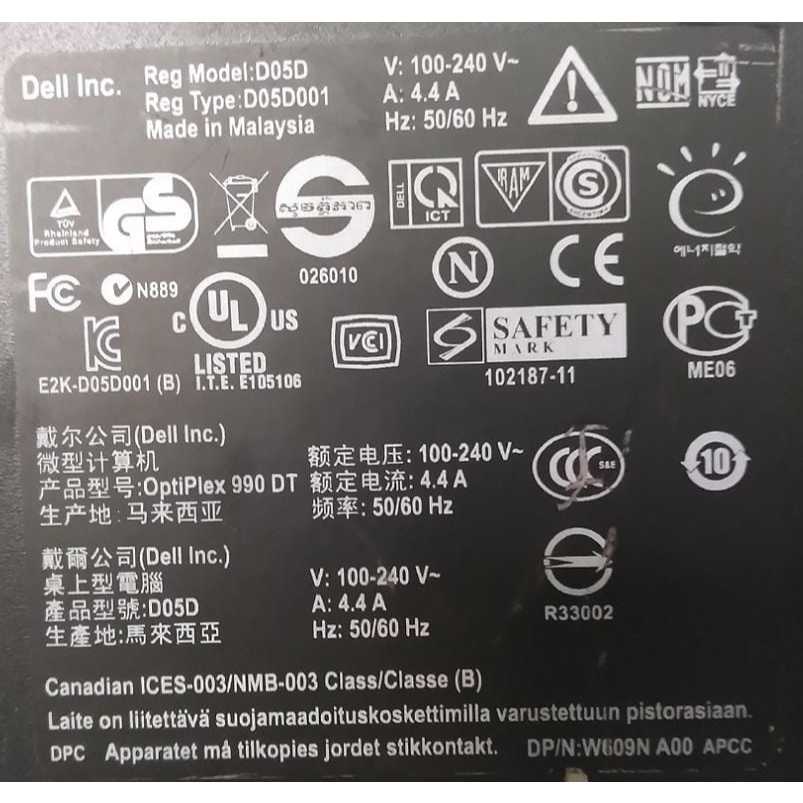 Dell Inc.
Reg Model:D05D
Reg Type:D05D001
Made in Malaysia
V: 100-240 V~
A: 4.4 A
Hz: 50/60 Hz
NOM
NYCE
TÜV
Rheinland
Product Safety
GS
026010
DELL
ICT
IRAM
S
에너지절약
FC
N889
C UL US
LISTED
I.T.E. E105106
N
CE
E2K-D05D001 (B)
VCI
SAFETY
MARK
102187-11
PCT
ME06
戴尔公司(Dell Inc.)
微型计算机
产品型号:OptiPlex 990 DT
生产地: 马来西亚
额定电压: 100-240 V~
额定电流: 4.4 A
频率: 50/60 Hz
CCC S&E
10
戴爾公司(Dell Inc.)
桌上型電腦
產品型號:D05D
生產地:馬來西亞
V: 100-240 V~
A: 4.4 A
Hz: 50/60 Hz
R33002
Canadian ICES-003/NMB-003 Class/Classe (B)
Laite on liitettävä suojamaadoituskoskettimilla varustettuun pistorasiaan.
DPC Apparatet må tilkopies jordet stikkontakt. DP/N:W609N A00 APCC